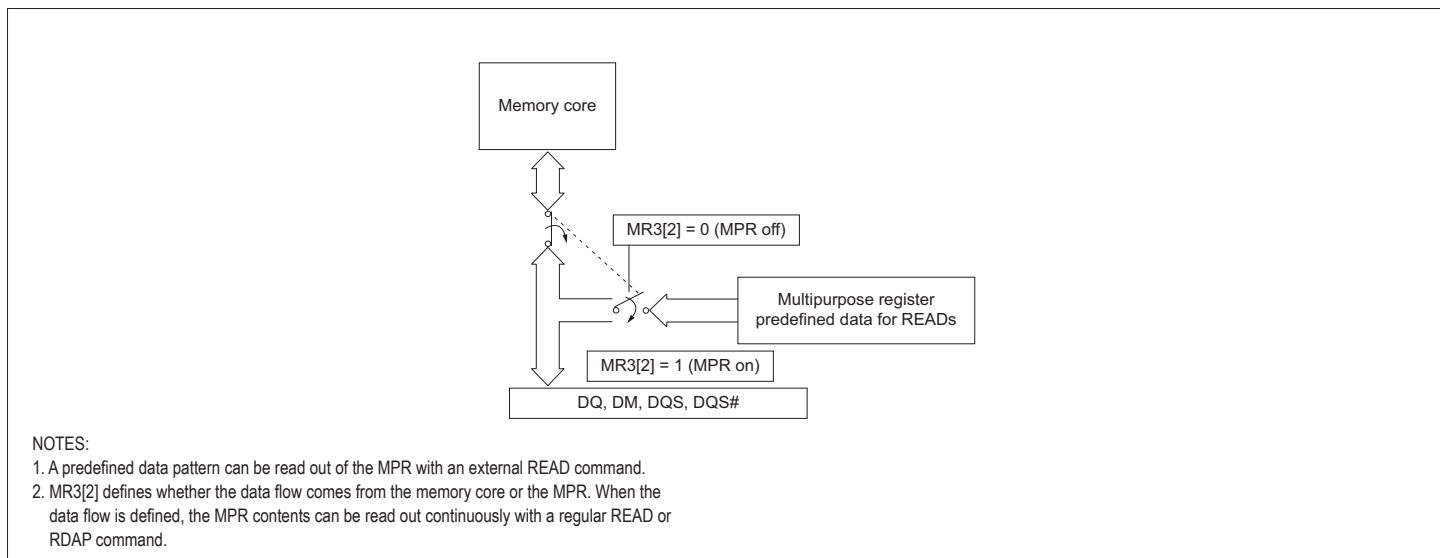 Memory core
MR3[2] = 0 (MPR off)
Multipurpose register
predefined data for READs
MR3[2] = 1 (MPR on)
DQ, DM, DQS, DQS#
NOTES:
1. A predefined data pattern can be read out of the MPR with an external READ command.
2. MR3[2] defines whether the data flow comes from the memory core or the MPR. When the
data flow is defined, the MPR contents can be read out continuously with a regular READ or
RDAP command.